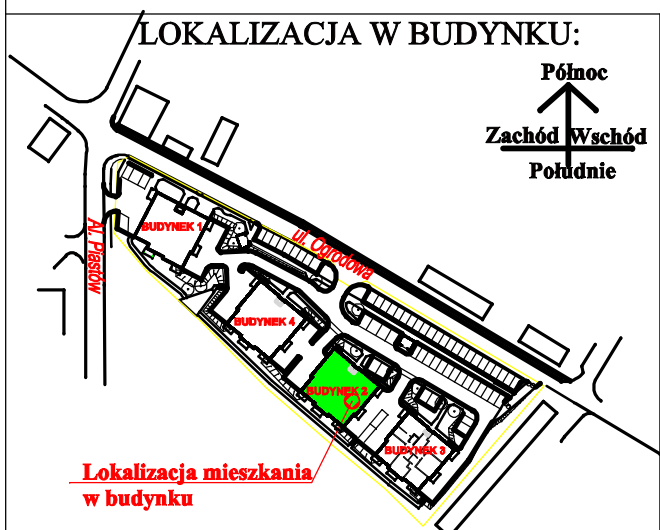 LOKALIZACJA W BUDYNKU:
Północ
Zachód Wschód
Południe
BUDYNEK 1
ul. Ogrodowa
Al. Piastów
BUDYNEK 4
BUDYNEK 2
BUDYNEK 3
Lokalizacja mieszkania
w budynku